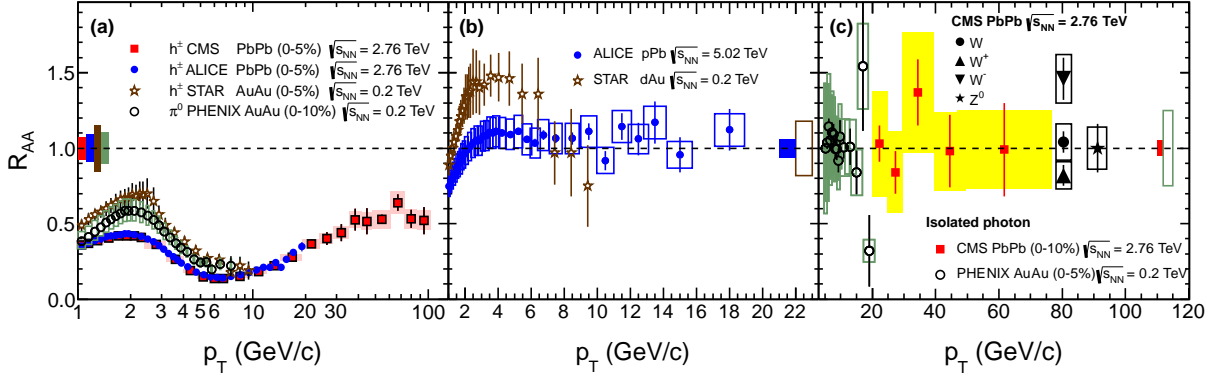 (a)
h± CMS PbPb (0-5%) √sNN = 2.76 TeV
h± ALICE PbPb (0-5%) √sNN = 2.76 TeV
h± STAR AuAu (0-5%) √sNN = 0.2 TeV
π0 PHENIX AuAu (0-10%) √sNN = 0.2 TeV
RAA
1.5
1.0
0.5
0.0
1 2 3 4 5 6 10 20 30 100
pT (GeV/c)
(b)
ALICE pPb √sNN = 5.02 TeV
STAR dAu √sNN = 0.2 TeV
2 4 6 8 10 12 14 16 18 20 22
pT (GeV/c)
(c)
CMS PbPb √sNN = 2.76 TeV
W
W+
W-
Z0
Isolated photon
CMS PbPb (0-10%) √sNN = 2.76 TeV
PHENIX AuAu (0-5%) √sNN = 0.2 TeV
20 40 60 80 100 120
pT (GeV/c)